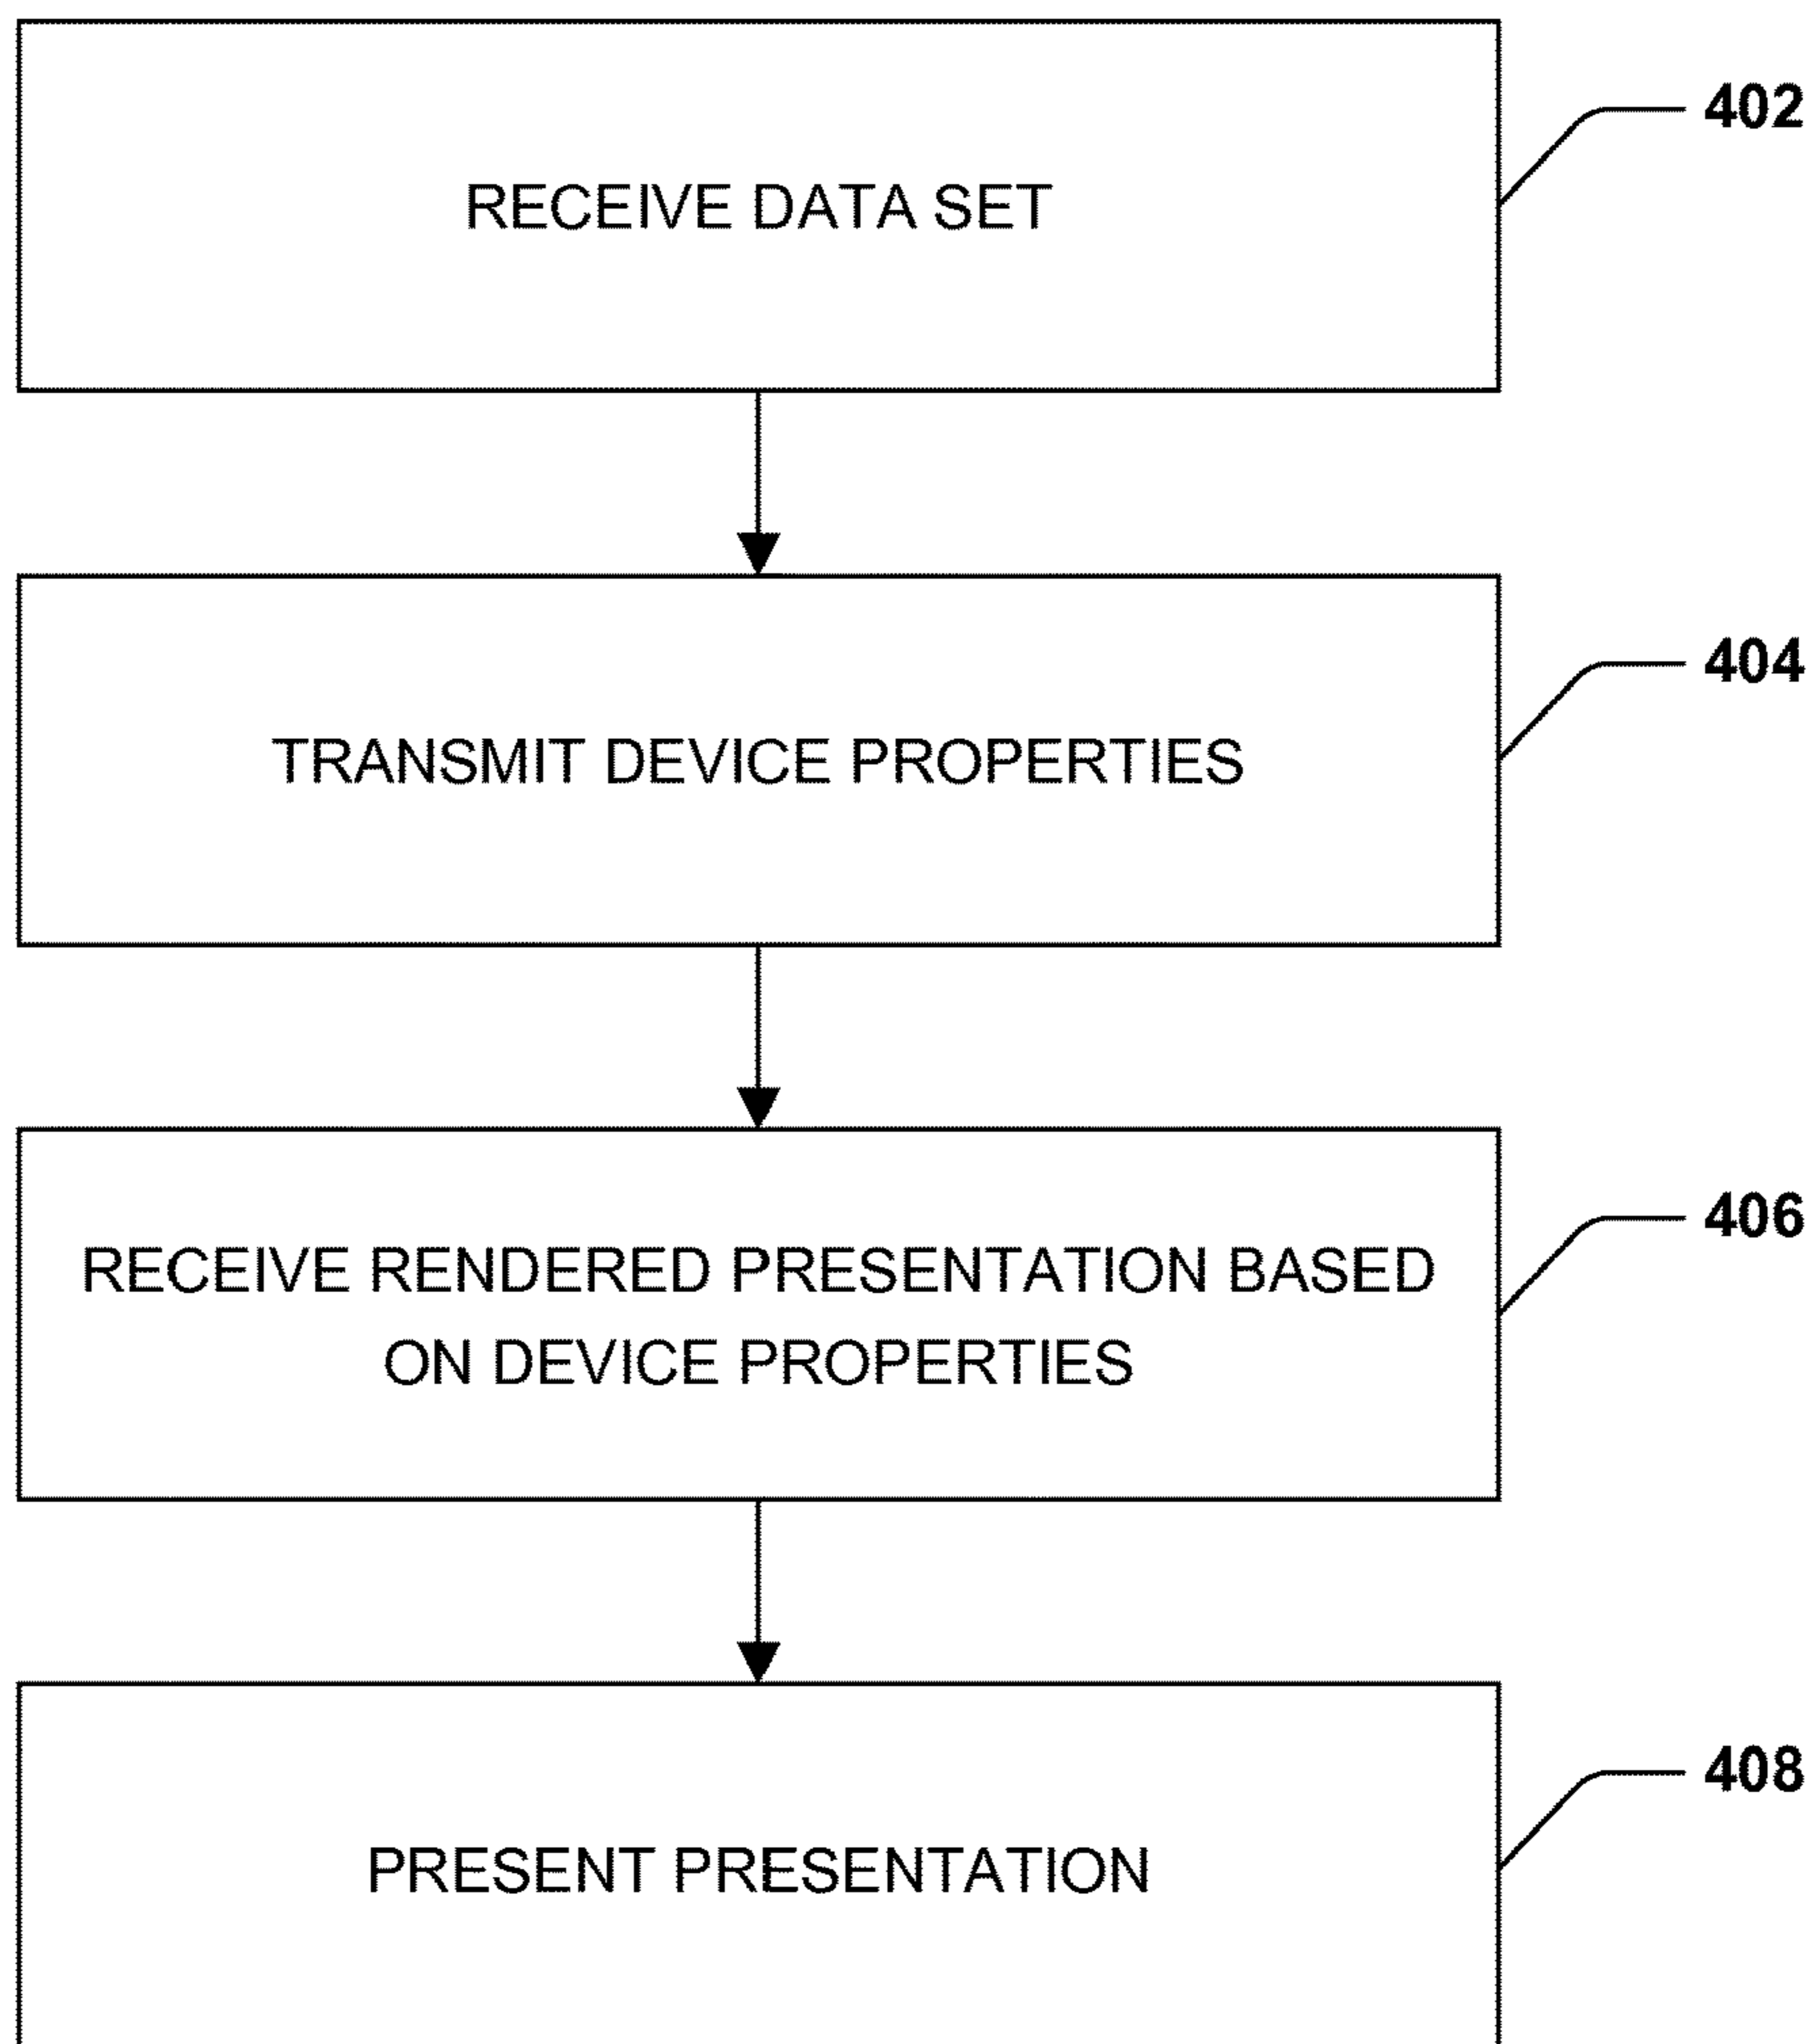 RECEIVE DATA SET
402
TRANSMIT DEVICE PROPERTIES
404
RECEIVE RENDERED PRESENTATION BASED
ON DEVICE PROPERTIES
406
PRESENT PRESENTATION
408